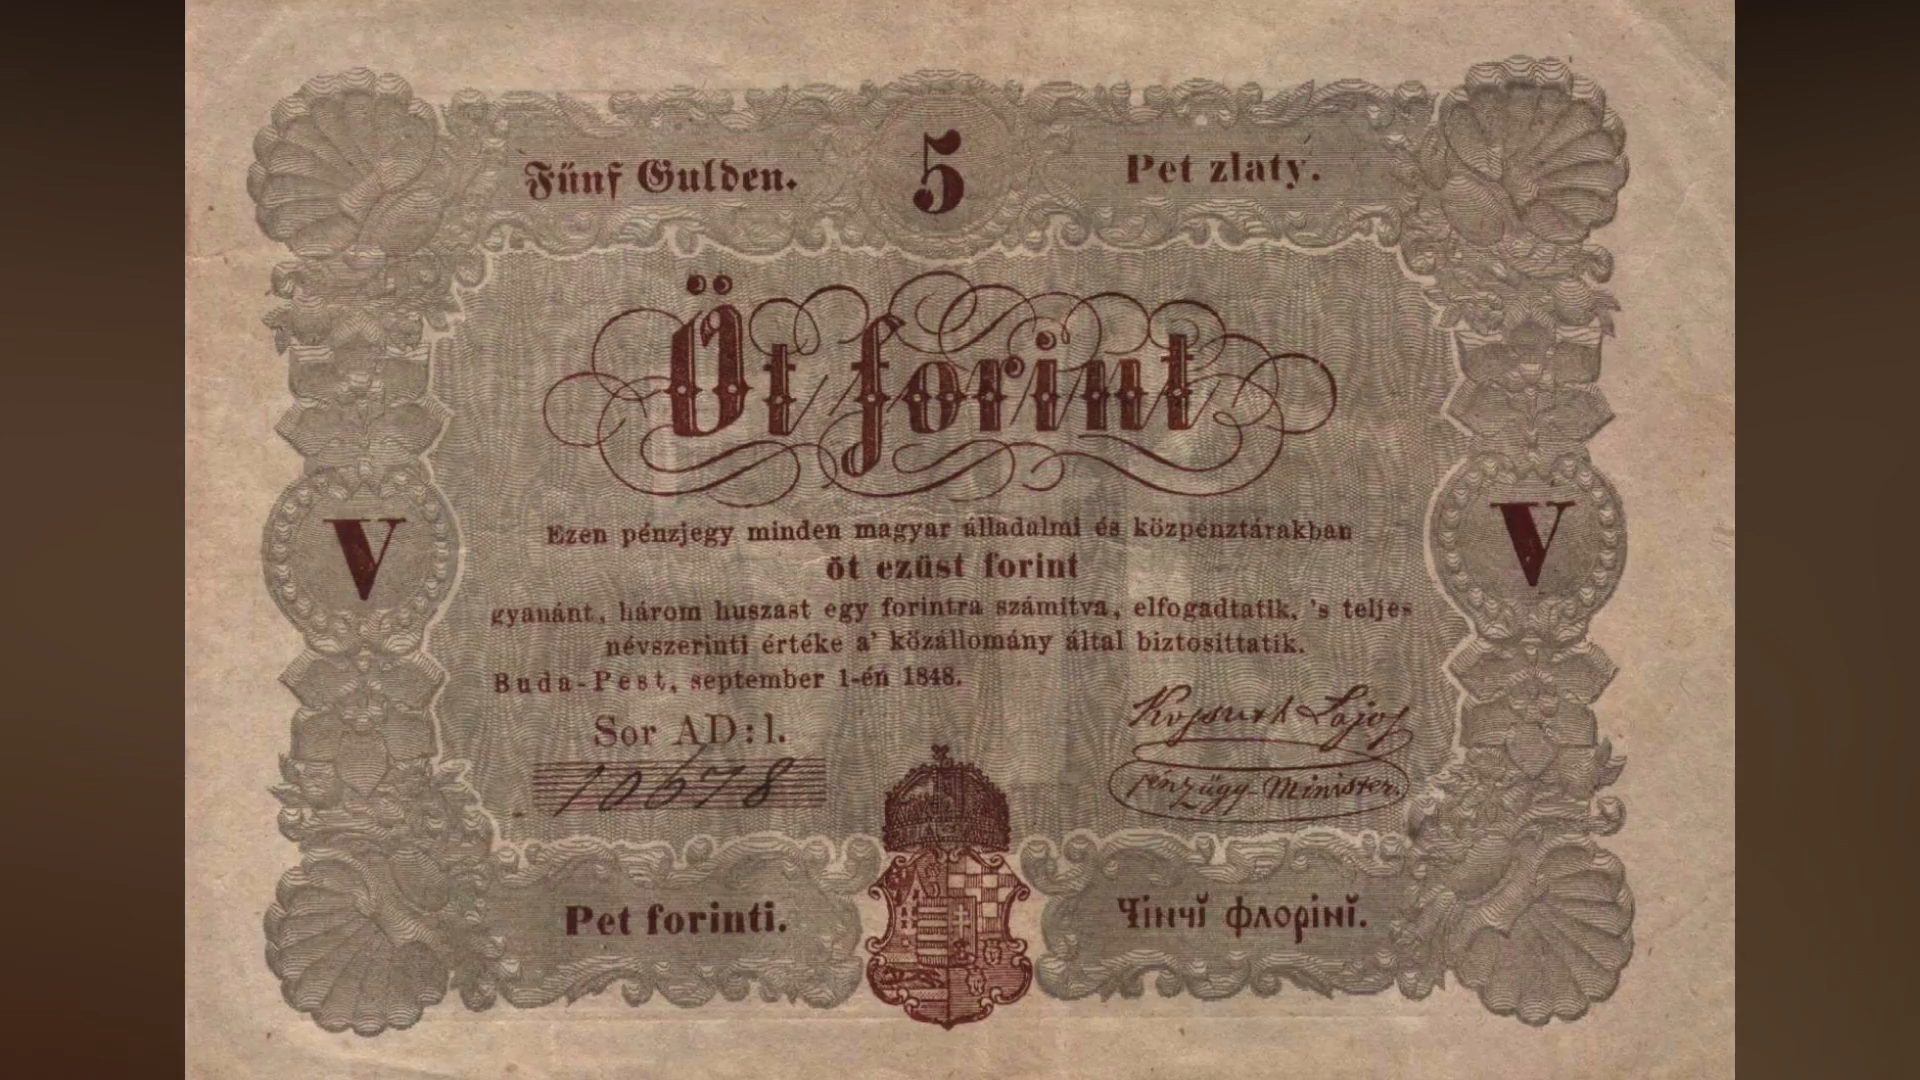 Fünf Gulden.
5
Pet zlaty.
Öt forint
V
V
Ezen pénzjegy minden magyar álladalmi és közpenztárakban
öt ezüst forint
gyanánt, három huszast egy forintra számítva, elfogadtatik, 's teljes
névszerinti értéke a' közállomány által biztosittatik.
Buda-Pest, september 1-én 1848.
Sor AD:1.
10678
Kossuth Lajos
pénzügy-Minister.
Pet forinti.
Чінчĭ флорінĭ.